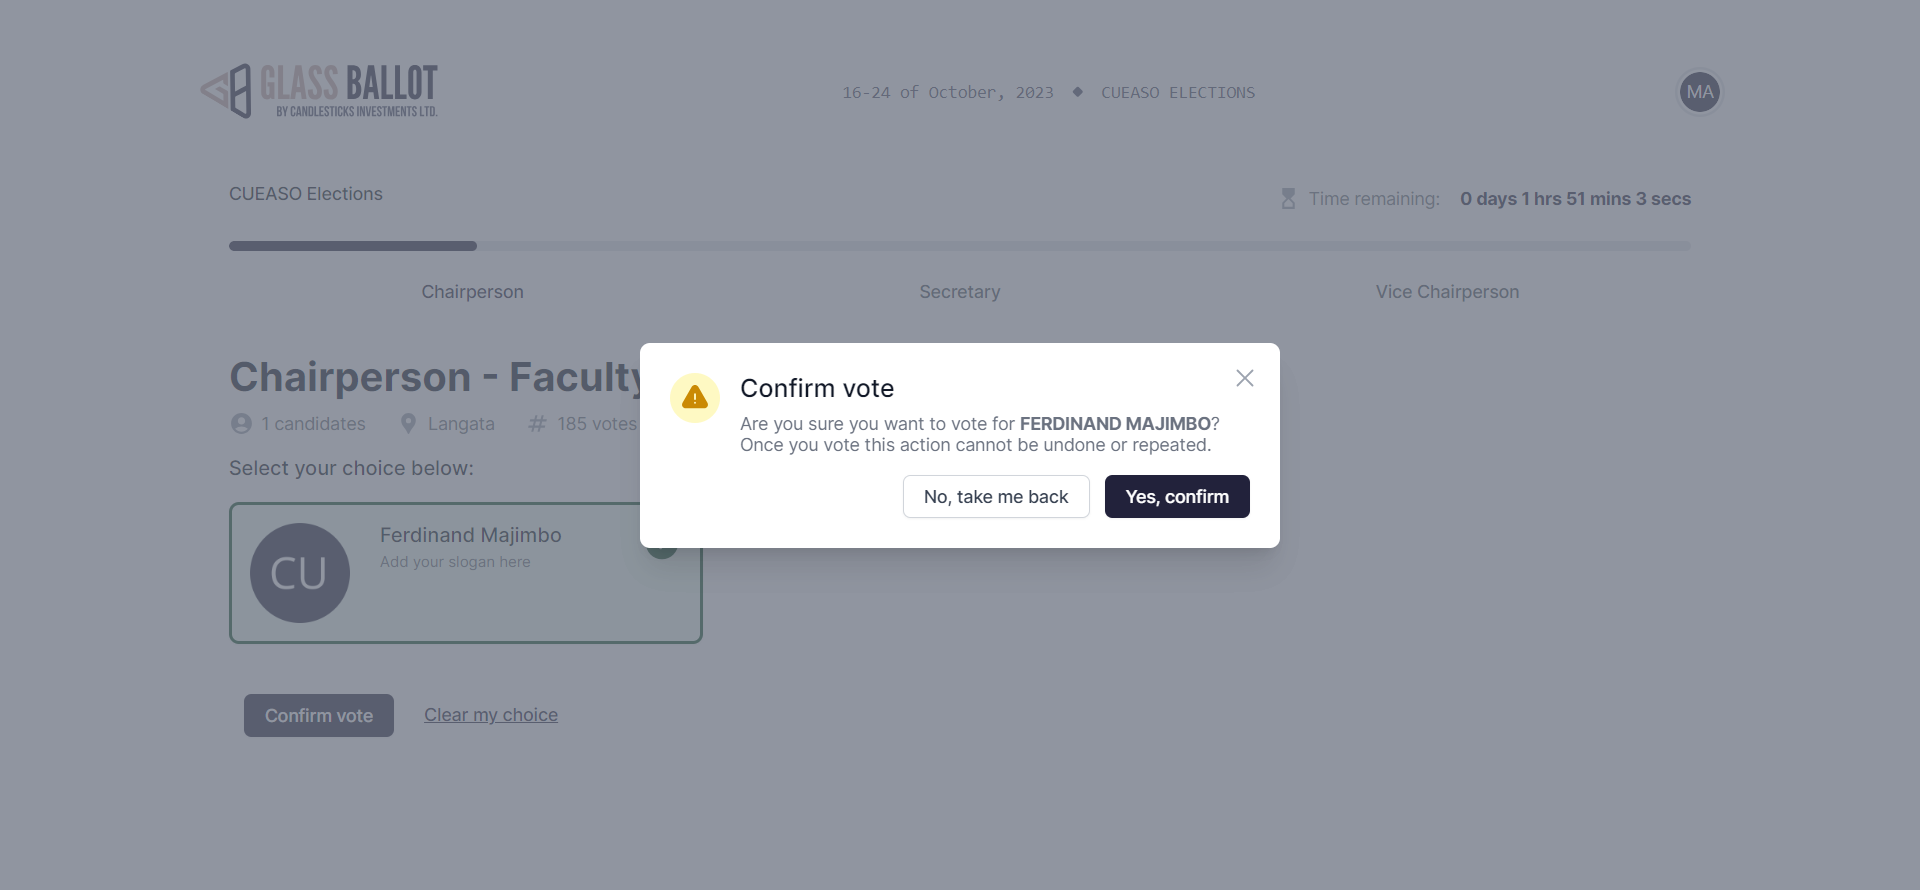 GLASS BALLOT
BY CANDLESTICKS INVESTMENTS LTD.
16-24 of October, 2023 ◆ CUEASO ELECTIONS
MA
CUEASO Elections
Time remaining: 0 days 1 hrs 51 mins 3 secs
Chairperson
Secretary
Vice Chairperson
Chairperson - Faculty
1 candidates
Langata
# 185 votes
Select your choice below:
CU
Ferdinand Majimbo
Add your slogan here
Confirm vote
Clear my choice
Confirm vote
Are you sure you want to vote for FERDINAND MAJIMBO?
Once you vote this action cannot be undone or repeated.
No, take me back
Yes, confirm